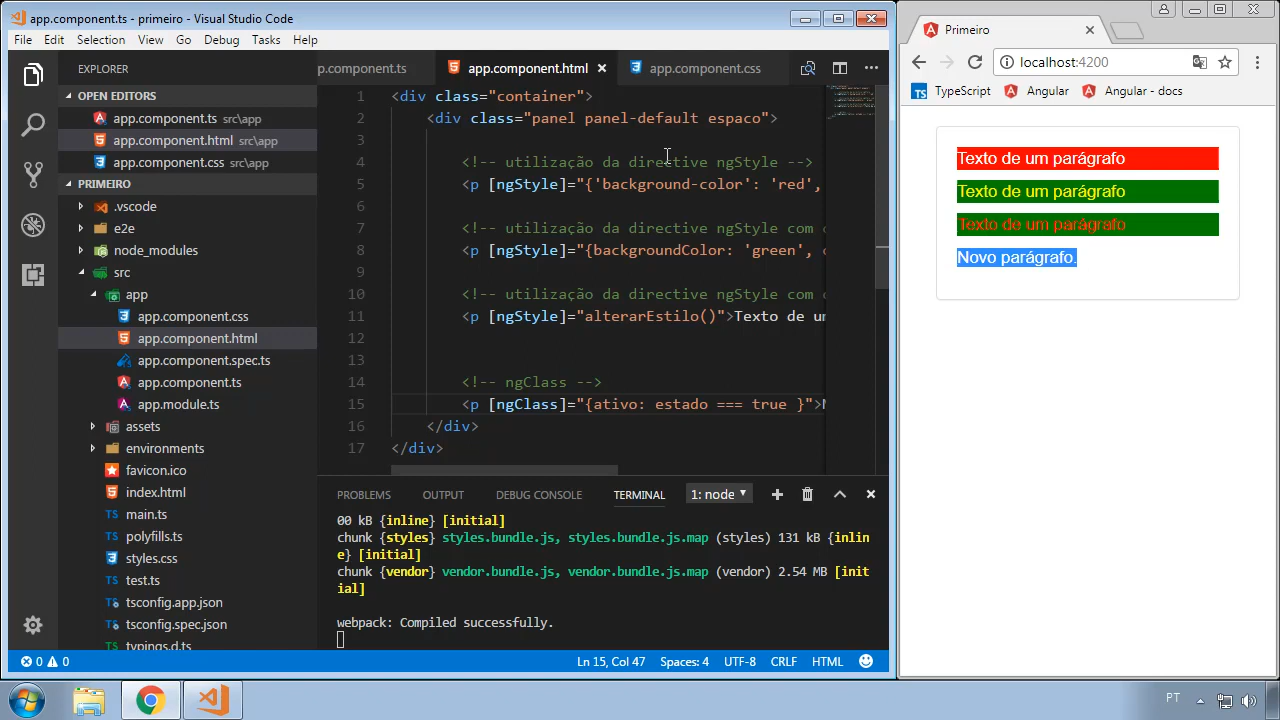 app.component.ts - primeiro - Visual Studio Code
File Edit Selection View Go Debug Tasks Help
EXPLORER
OPEN EDITORS
app.component.ts src\app
app.component.html src\app
app.component.css src\app
PRIMEIRO
.vscode
e2e
node_modules
src
app
app.component.css
app.component.html
app.component.spec.ts
app.component.ts
app.module.ts
assets
environments
favicon.ico
index.html
main.ts
polyfills.ts
styles.css
test.ts
tsconfig.app.json
tsconfig.spec.json
typings.d.ts
p.component.ts app.component.html app.component.css
1 <div class="container">
2 <div class="panel panel-default espaco">
3
4 <!-- utilização da directive ngStyle -->
5 <p [ngStyle]="{'background-color': 'red',
6
7 <!-- utilização da directive ngStyle com
8 <p [ngStyle]="{backgroundColor: 'green',
9
10 <!-- utilização da directive ngStyle com
11 <p [ngStyle]="alterarEstilo()">Texto de
12
13
14 <!-- ngClass -->
15 <p [ngClass]="{ativo: estado === true }">
16 </div>
17 </div>
PROBLEMS OUTPUT DEBUG CONSOLE TERMINAL 1: node
00 kB {inline} [initial]
chunk {styles} styles.bundle.js, styles.bundle.js.map (styles) 131 kB {inlin
e} [initial]
chunk {vendor} vendor.bundle.js, vendor.bundle.js.map (vendor) 2.54 MB [init
ial]
webpack: Compiled successfully.
0 0 Ln 15, Col 47 Spaces: 4 UTF-8 CRLF HTML
Primeiro
localhost:4200
TypeScript Angular Angular - docs
Texto de um parágrafo
Texto de um parágrafo
Texto de um parágrafo
Novo parágrafo.
PT